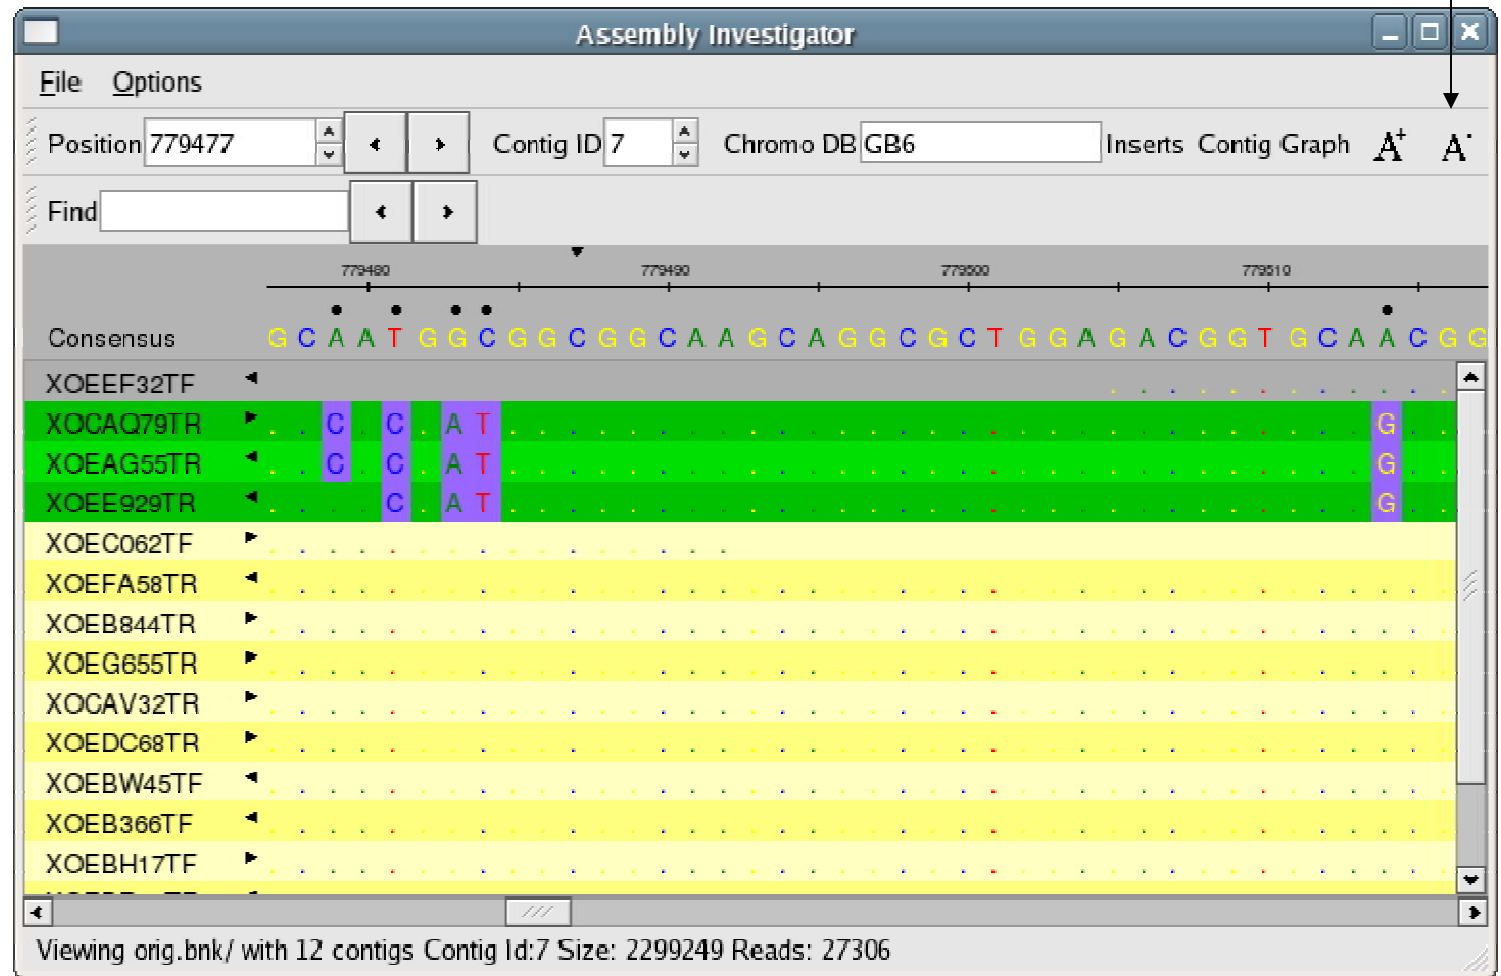 Assembly Investigator
File Options
Position 779477 Contig ID 7 Chromo DB GB6 Inserts Contig Graph A+ A-
Find
779480 779490 779500 779510
Consensus G C A A T G G C G G C G G C A A G C A G G C G C T G G A G A C G G T G C A A C G G
XOEEF32TF
XOCAQ79TR C C A T G
XOEAG55TR C C A T G
XOEE929TR C A T G
XOEC062TF
XOEFA58TR
XOEB844TR
XOEG655TR
XOCAV32TR
XOEDC68TR
XOEBW45TF
XOEB366TF
XOEBH17TF
Viewing orig.bnk/ with 12 contigs Contig Id:7 Size: 2299249 Reads: 27306